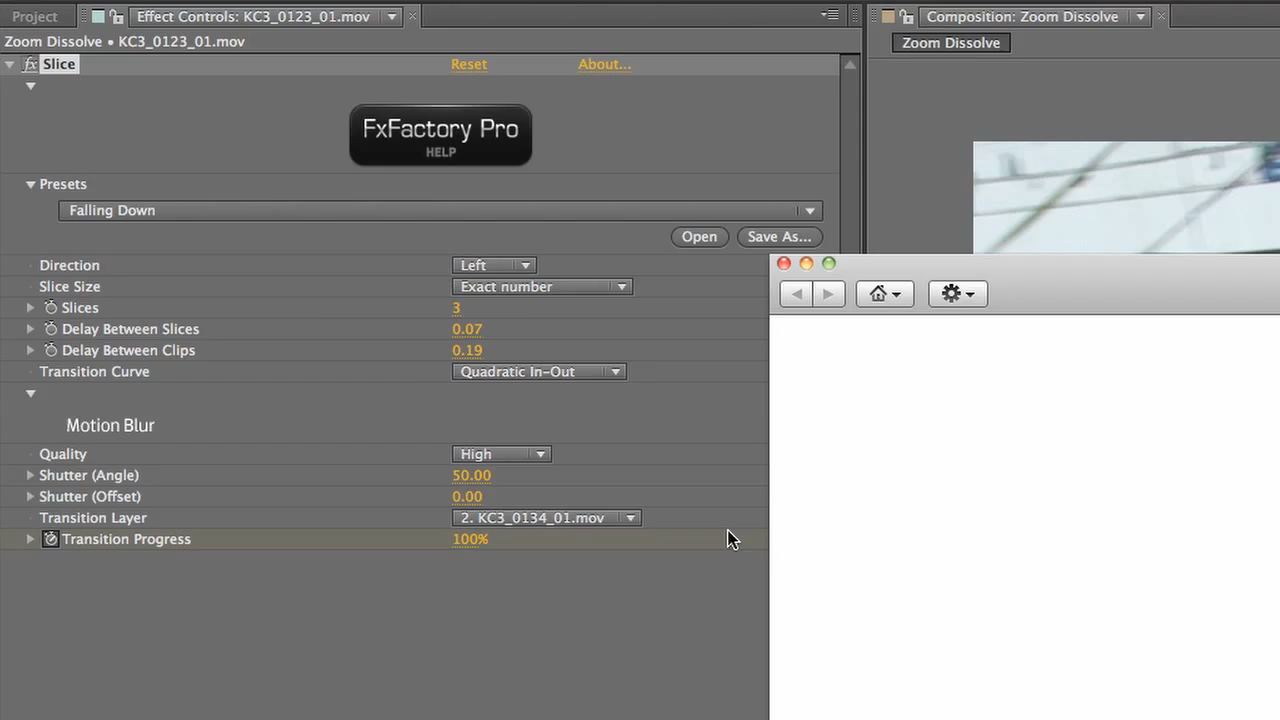 Project
Effect Controls: KC3_0123_01.mov
Composition: Zoom Dissolve
Zoom Dissolve • KC3_0123_01.mov
Zoom Dissolve
fx Slice Reset About...
FxFactory Pro
HELP
Presets
Falling Down
Open Save As...
Direction Left
Slice Size Exact number
Slices 3
Delay Between Slices 0.07
Delay Between Clips 0.19
Transition Curve Quadratic In-Out
Motion Blur
Quality High
Shutter (Angle) 50.00
Shutter (Offset) 0.00
Transition Layer 2. KC3_0134_01.mov
Transition Progress 100%